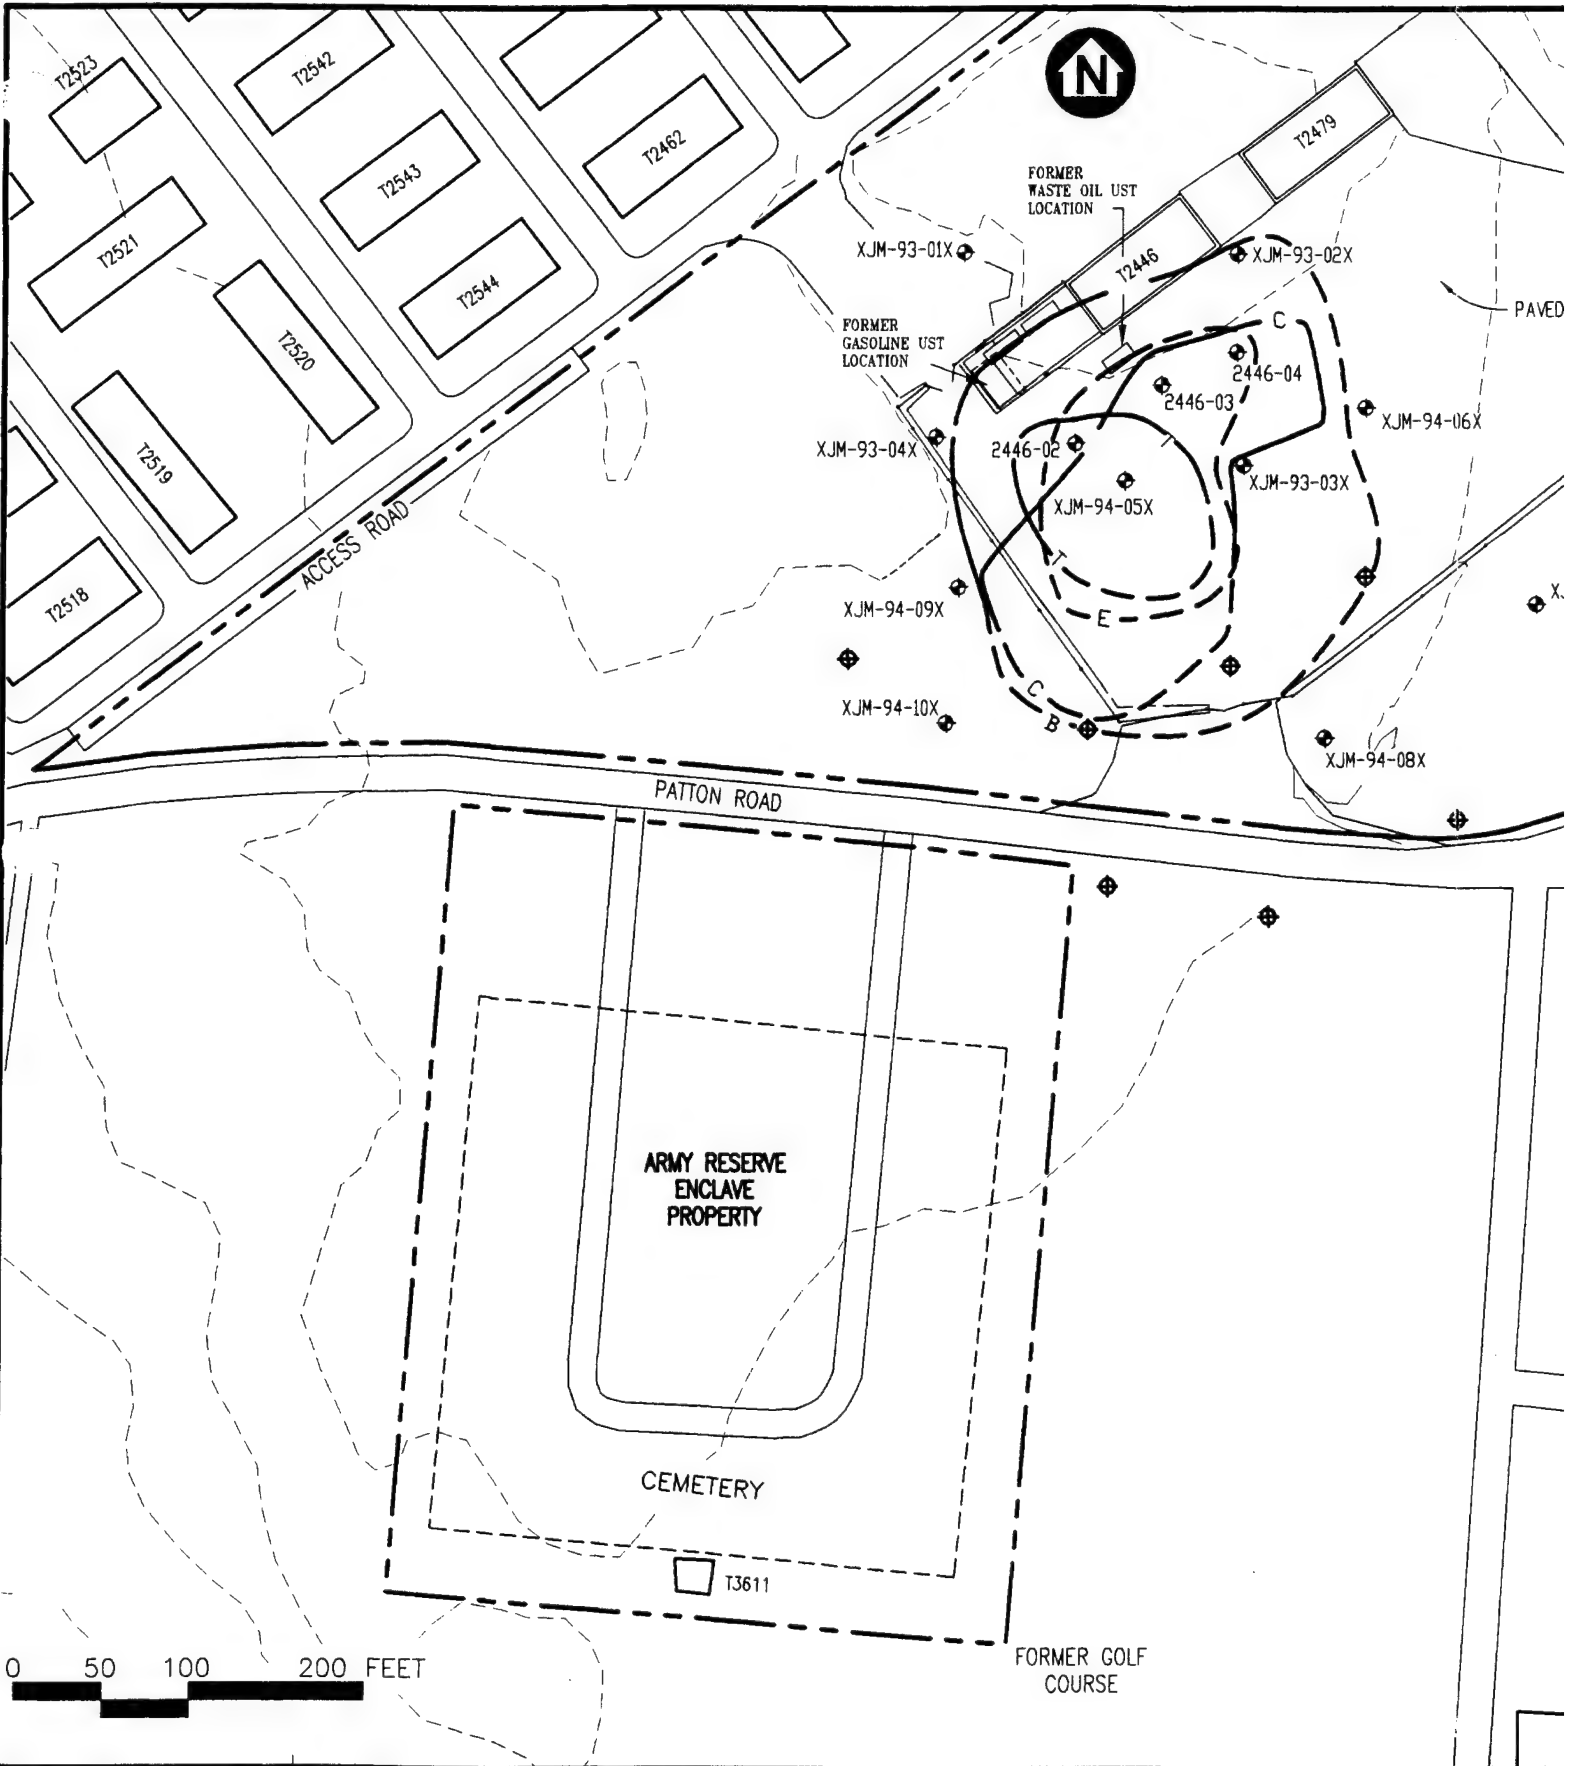 T2523
T2542
N
T2479
T2462
FORMER
WASTE OIL UST
LOCATION
T2543
T2521
XJM-93-01X
T2446
XJM-93-02X
T2544
PAVED
FORMER
GASOLINE UST
LOCATION
C
T2520
2446-04
2446-03
XJM-94-06X
XJM-93-04X
2446-02
T
T2519
XJM-93-03X
XJM-94-05X
ACCESS ROAD
T
T2518
XJM-94-09X
E
X
C
XJM-94-10X
B
XJM-94-08X
PATTON ROAD
ARMY RESERVE
ENCLAVE
PROPERTY
CEMETERY
T3611
FORMER GOLF
COURSE
0 50 100 200 FEET